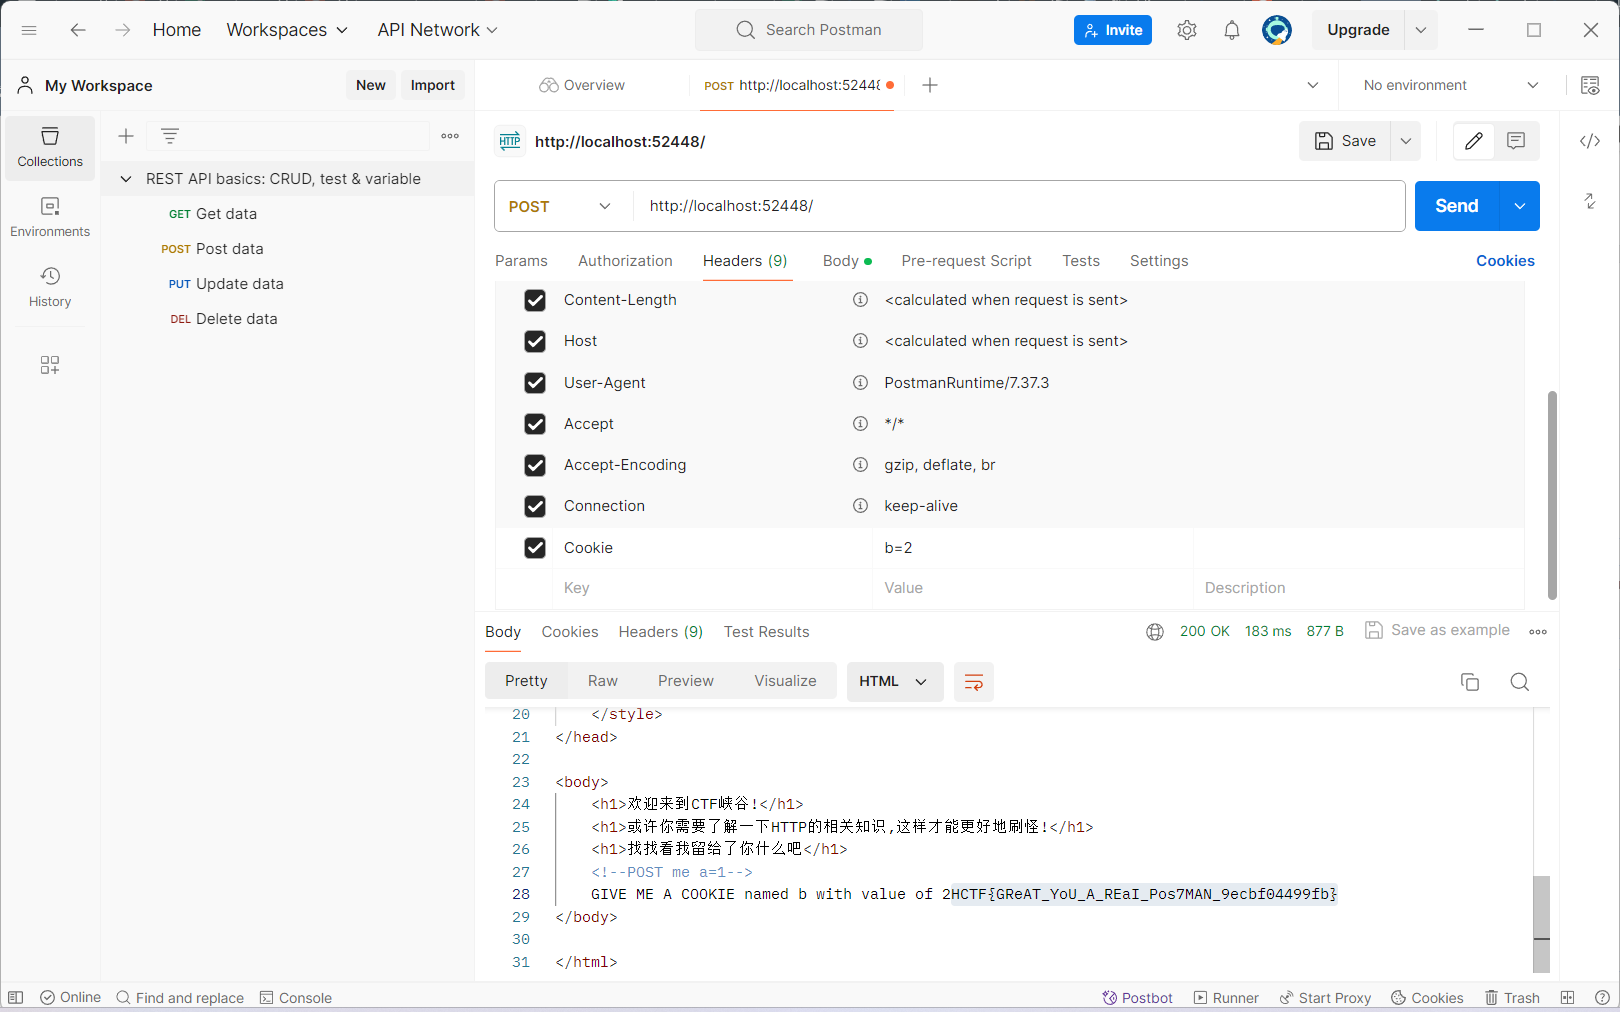 Home Workspaces API Network Search Postman Invite Upgrade
My Workspace New Import Overview POST http://localhost:5244 No environment
Collections
Environments
History
REST API basics: CRUD, test & variable
GET Get data
POST Post data
PUT Update data
DEL Delete data
HTTP http://localhost:52448/ Save
POST http://localhost:52448/ Send
Params Authorization Headers (9) Body Pre-request Script Tests Settings Cookies
Content-Length <calculated when request is sent>
Host <calculated when request is sent>
User-Agent PostmanRuntime/7.37.3
Accept */*
Accept-Encoding gzip, deflate, br
Connection keep-alive
Cookie b=2
Key Value Description
Body Cookies Headers (9) Test Results 200 OK 183 ms 877 B Save as example
Pretty Raw Preview Visualize HTML
20 </style>
21 </head>
22
23 <body>
24 <h1>欢迎来到CTF峡谷!</h1>
25 <h1>或许你需要了解一下HTTP的相关知识,这样才能更好地刷怪!</h1>
26 <h1>找找看我留给了你什么吧</h1>
27 <!--POST me a=1-->
28 GIVE ME A COOKIE named b with value of 2HCTF{GReAT_YoU_A_REaI_Pos7MAN_9ecbf04499fb}
29 </body>
30
31 </html>
Online Find and replace Console Postbot Runner Start Proxy Cookies Trash